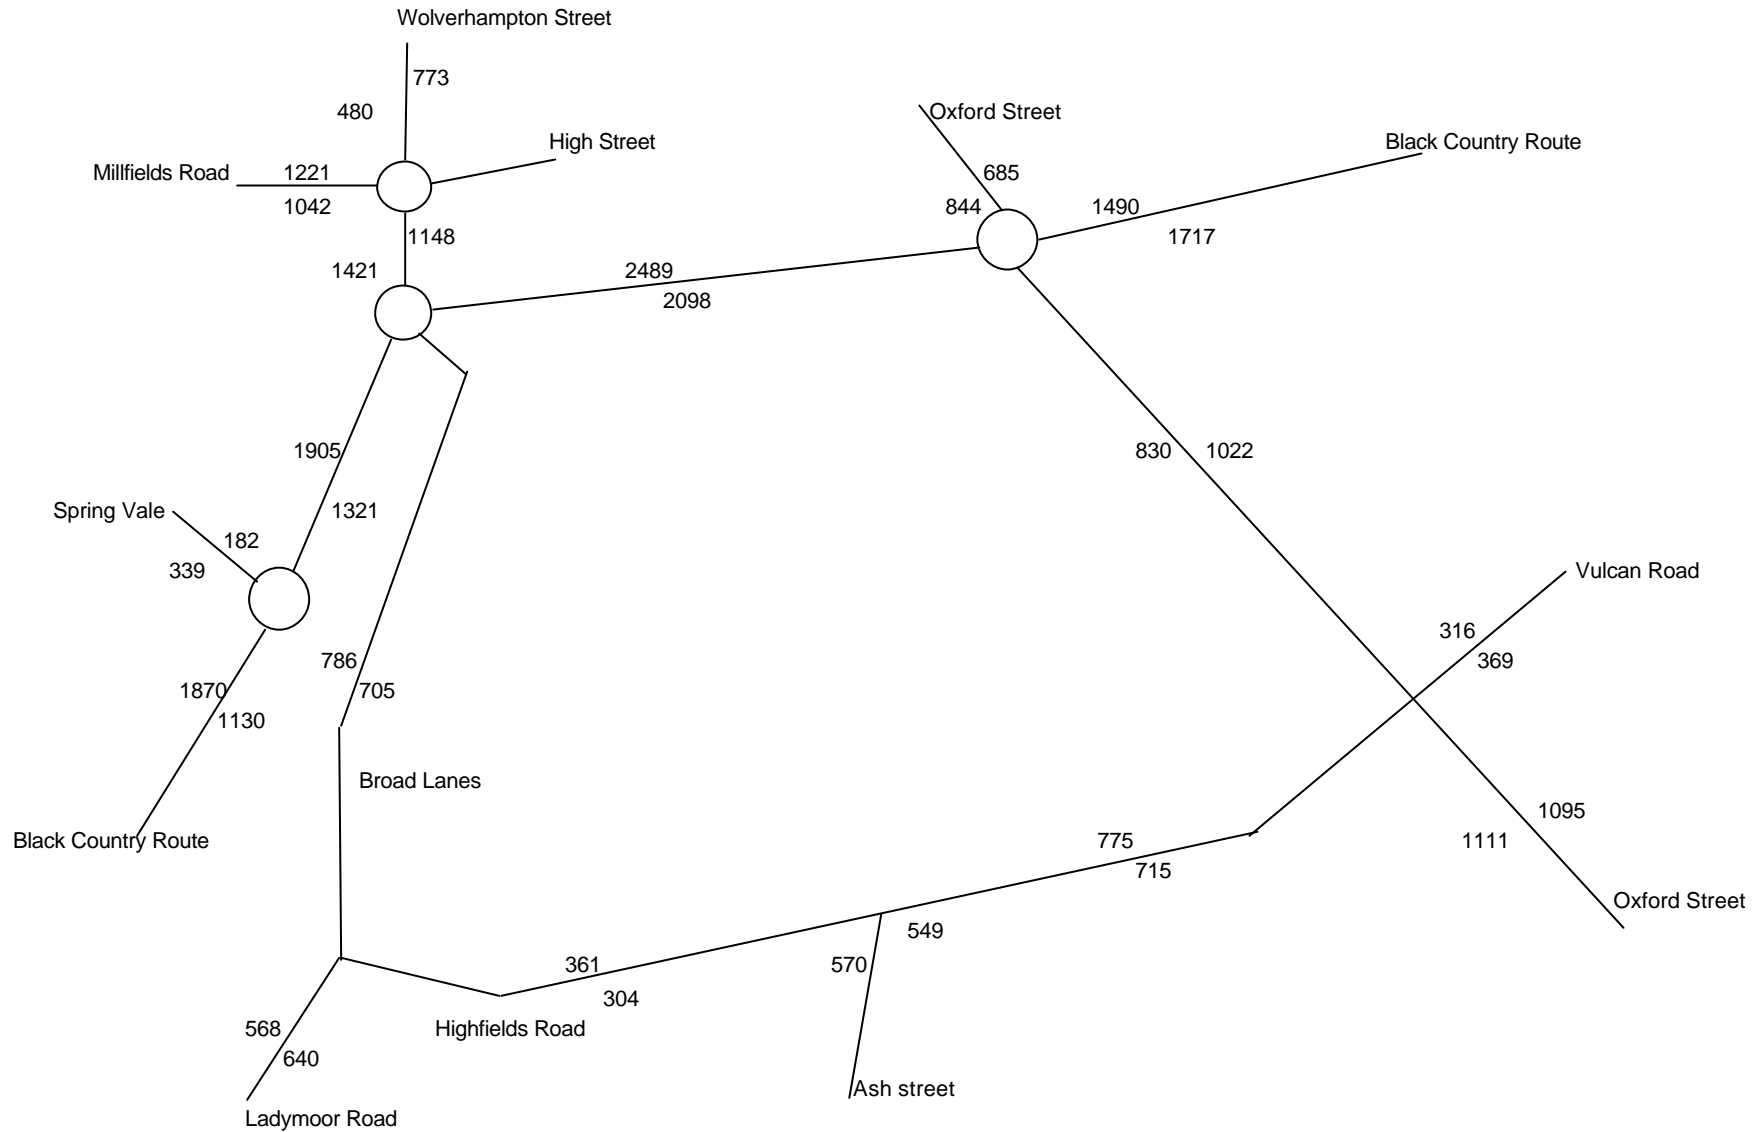 Wolverhampton Street
773
480
Oxford Street
High Street
Black Country Route
Millfields Road
1221
685
1042
844
1490
1148
1717
1421
2489
2098
1905
830
1022
Spring Vale
1321
182
339
Vulcan Road
316
786
369
1870
705
1130
Broad Lanes
1095
Black Country Route
775
1111
715
Oxford Street
549
361
570
304
568
Highfields Road
640
Ash street
Ladymoor Road